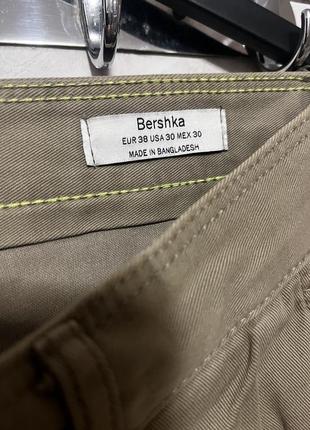 Bershka
EUR 38 USA 30 MEX 30
MADE IN BANGLADESH